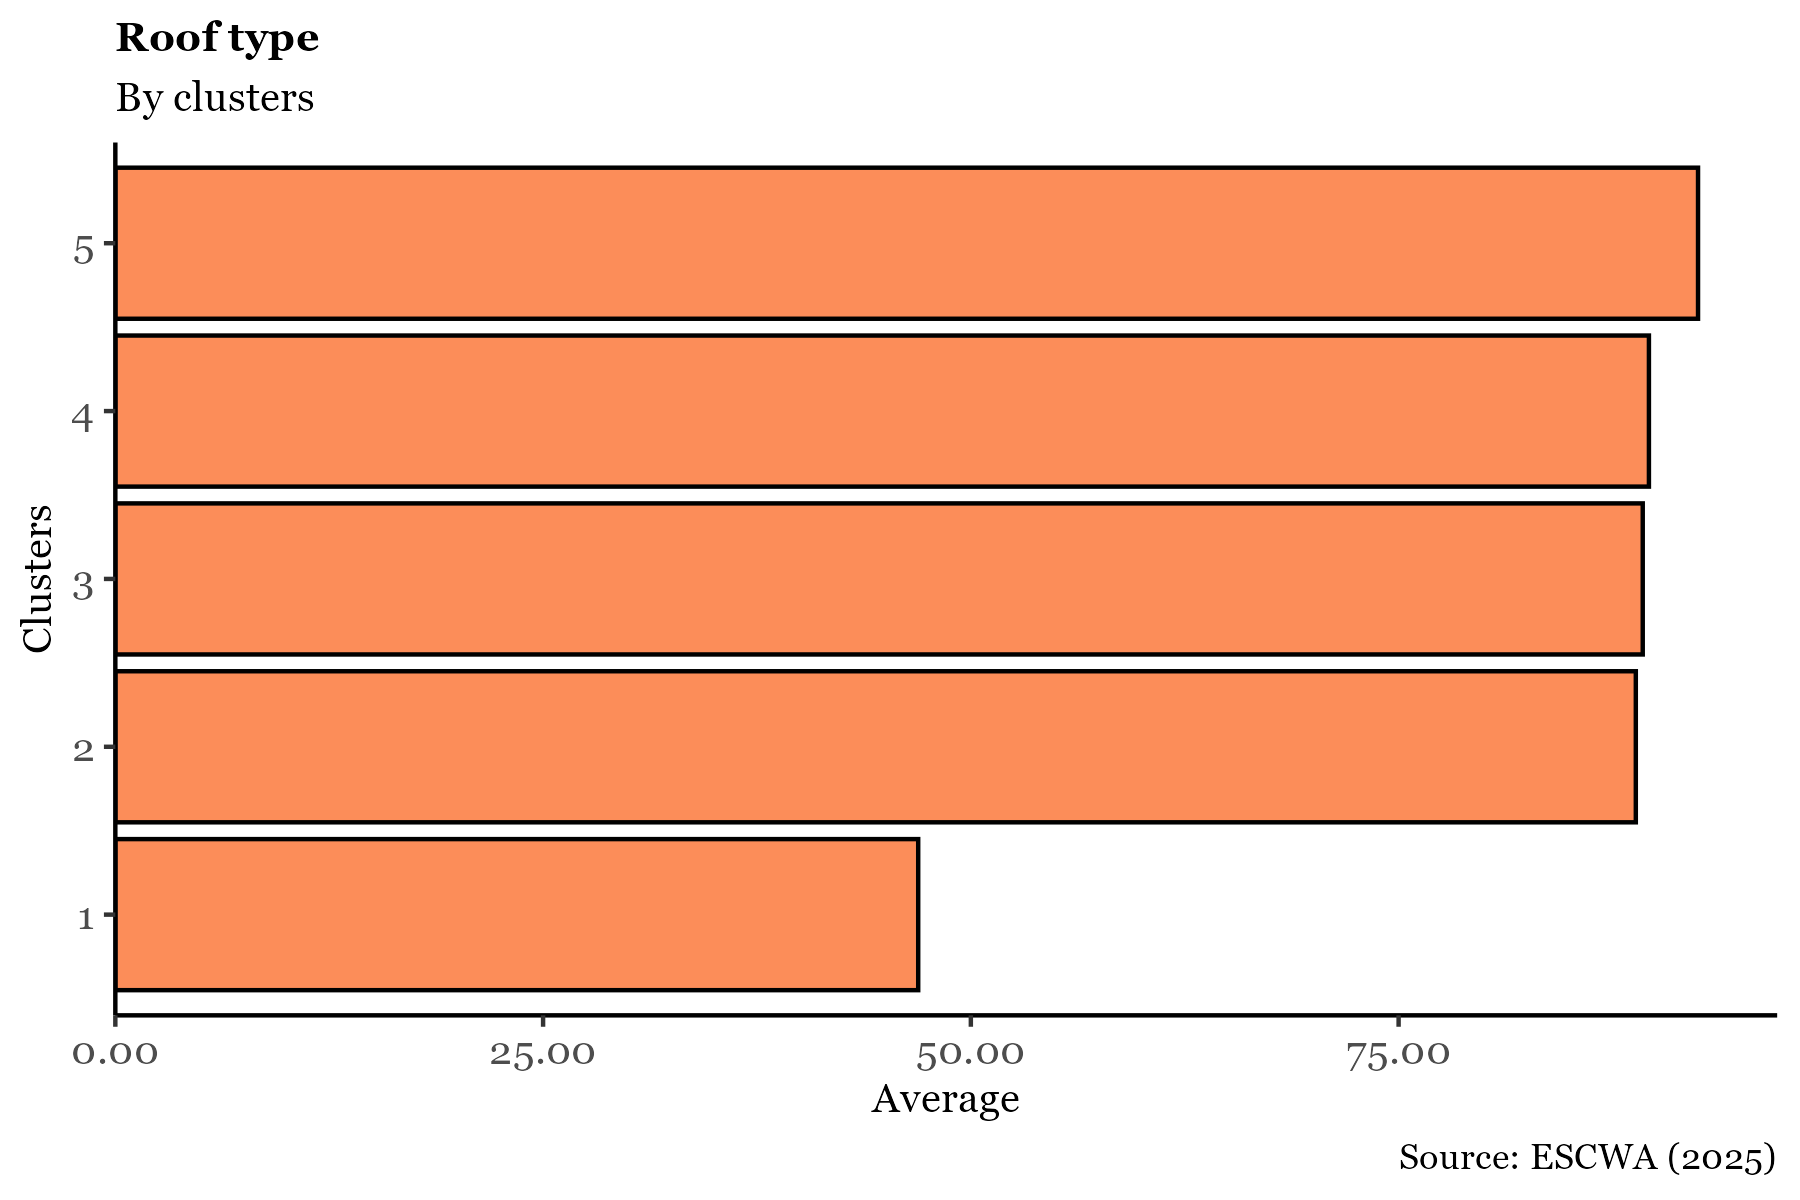 Roof type
By clusters
5
4
3
2
1
Clusters
0.00 25.00 50.00 75.00
Average
Source: ESCWA (2025)